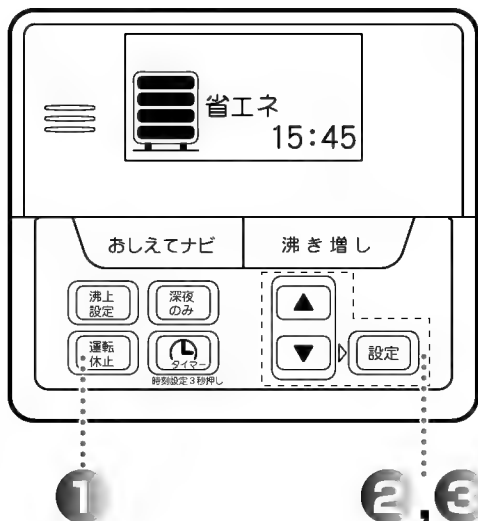 省エネ
15:45
おしえてナビ
沸き増し
沸上
設定
深夜
のみ
▲
運転
休止
タイマー
時刻設定3秒押し
▼
設定
1
2. 3